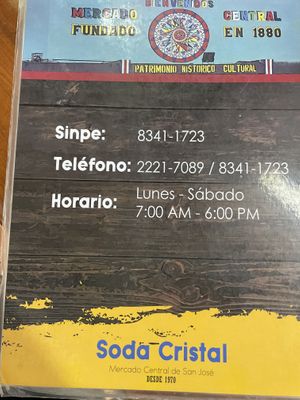 BIENVENIDOS
MERCADO CENTRAL
FUNDADO EN 1880
PATRIMONIO HISTORICO CULTURAL
Sinpe: 8341-1723
Teléfono: 2221-7089 / 8341-1723
Horario: Lunes - Sábado
7:00 AM - 6:00 PM
Soda Cristal
Mercado Central de San José
DESDE 1970